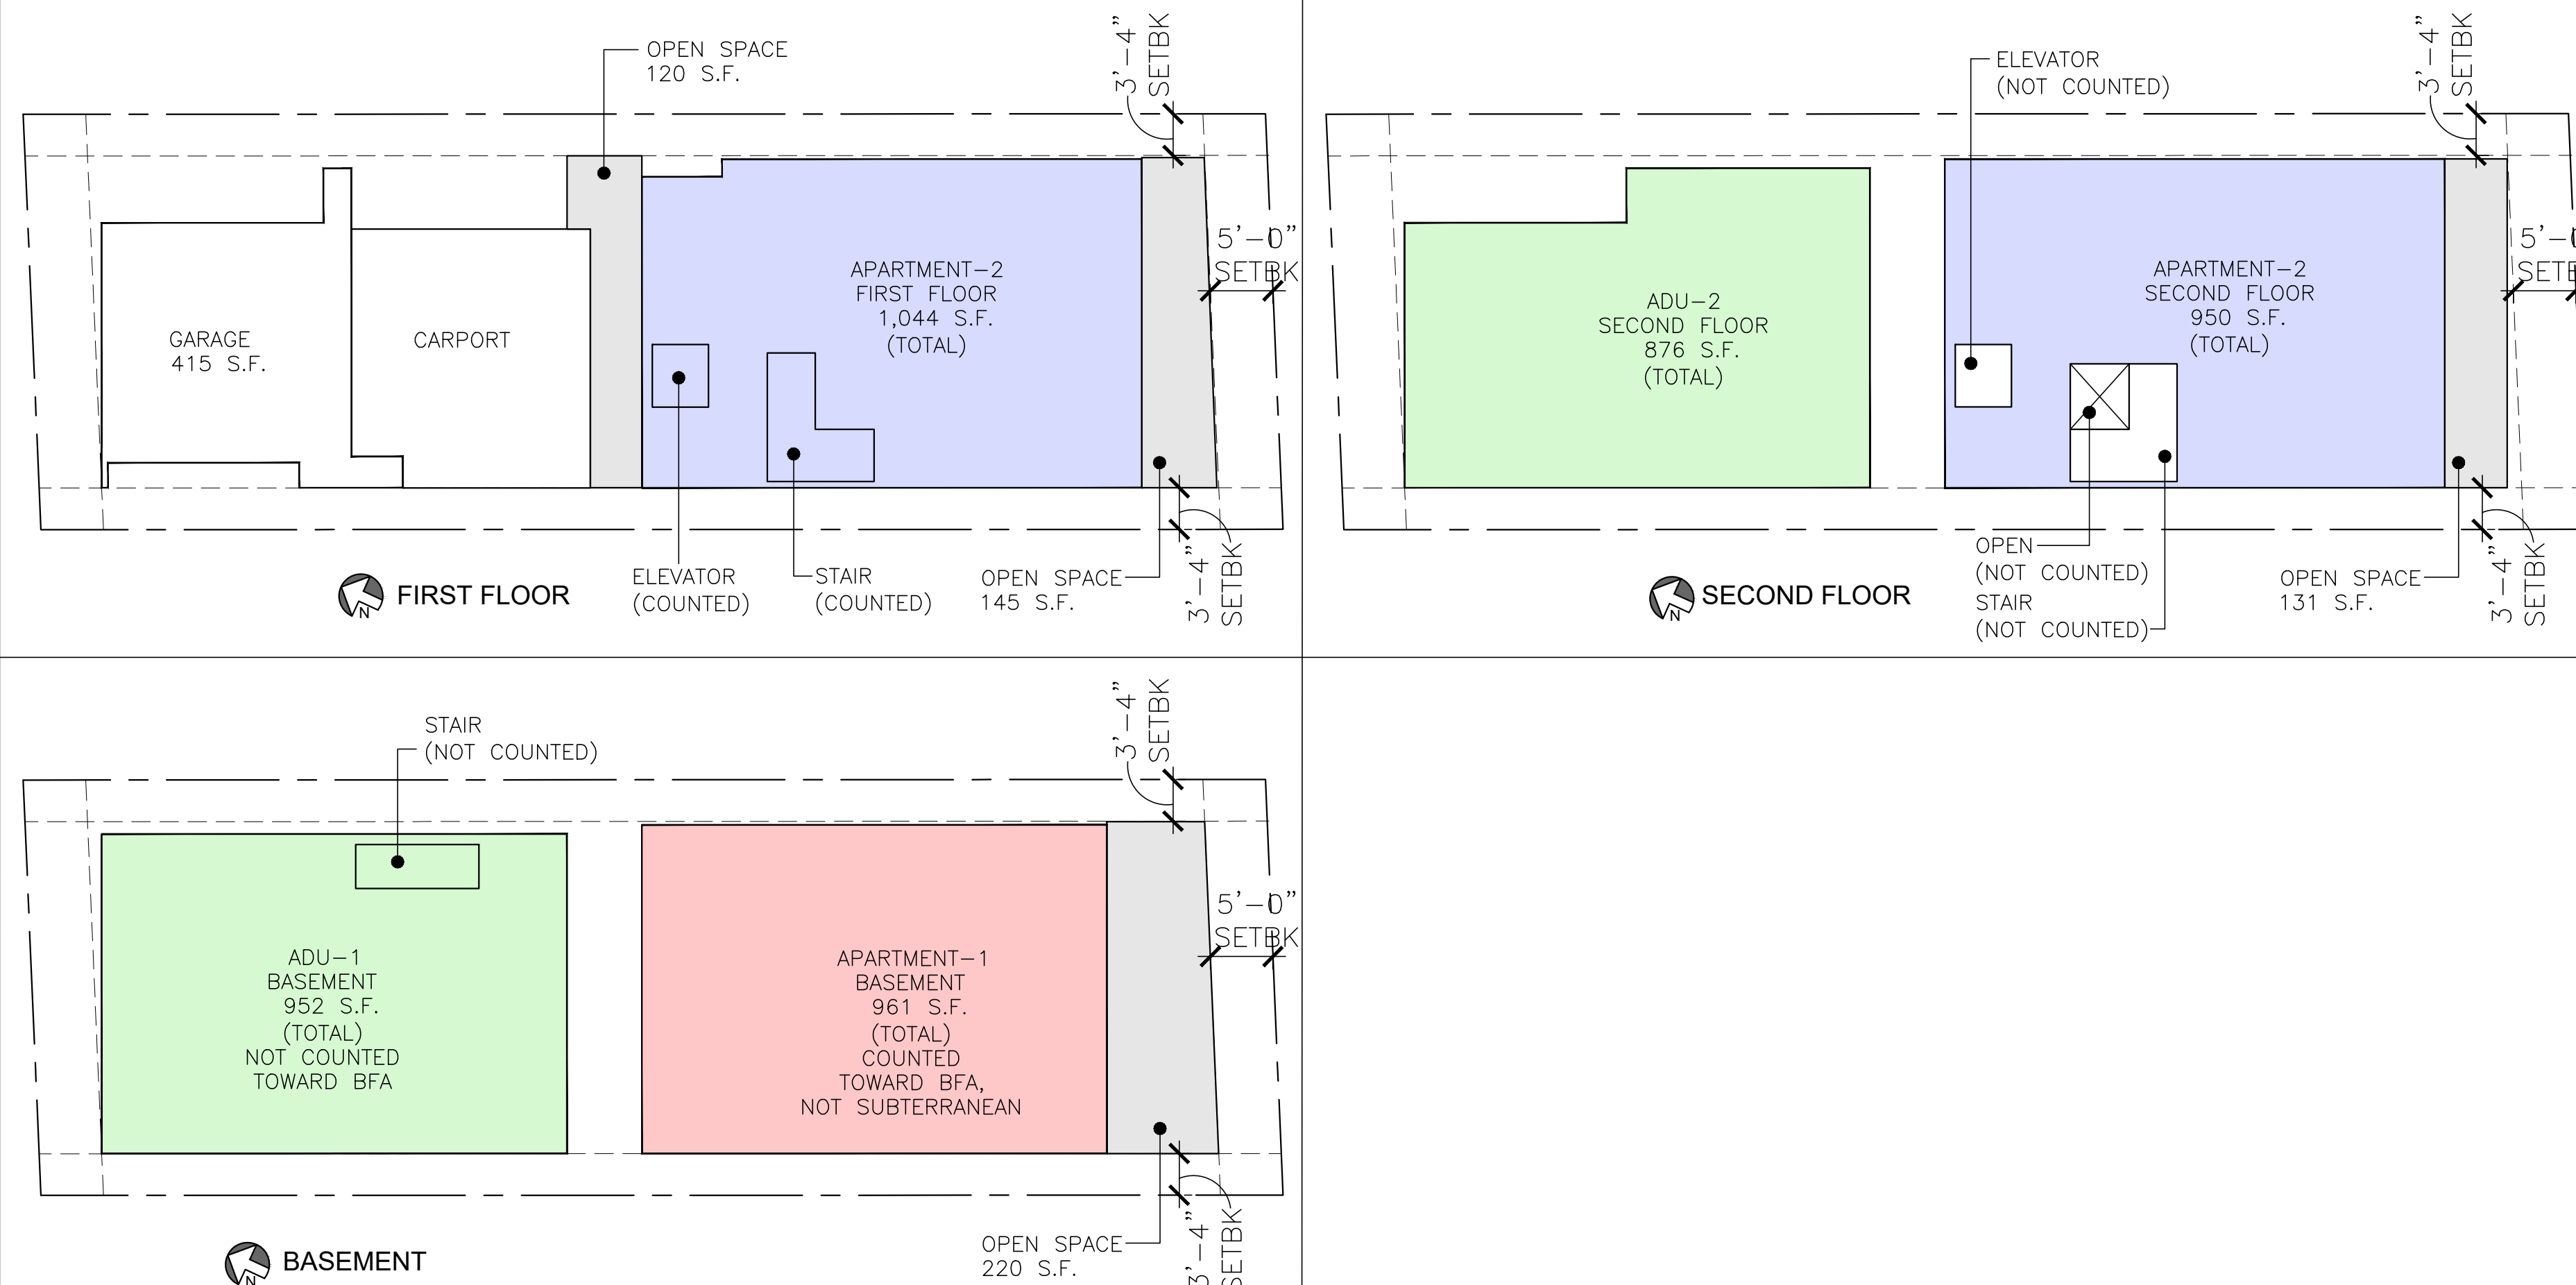 OPEN SPACE
120 S.F.
3'-4"
SETBK
5'-0"
SETBK
APARTMENT-2
FIRST FLOOR
1,044 S.F.
(TOTAL)
GARAGE
415 S.F.
CARPORT
ELEVATOR
(COUNTED)
STAIR
(COUNTED)
OPEN SPACE
145 S.F.
3'-4"
SETBK
N
FIRST FLOOR
ELEVATOR
(NOT COUNTED)
3'-4"
SETBK
ADU-2
SECOND FLOOR
876 S.F.
(TOTAL)
APARTMENT-2
SECOND FLOOR
950 S.F.
(TOTAL)
OPEN
(NOT COUNTED)
STAIR
(NOT COUNTED)
OPEN SPACE
131 S.F.
3'-4"
SETBK
N
SECOND FLOOR
STAIR
(NOT COUNTED)
3'-4"
SETBK
5'-0"
SETBK
ADU-1
BASEMENT
952 S.F.
(TOTAL)
NOT COUNTED
TOWARD BFA
APARTMENT-1
BASEMENT
961 S.F.
(TOTAL)
COUNTED
TOWARD BFA,
NOT SUBTERRANEAN
OPEN SPACE
220 S.F.
3'-4"
SETBK
N
BASEMENT